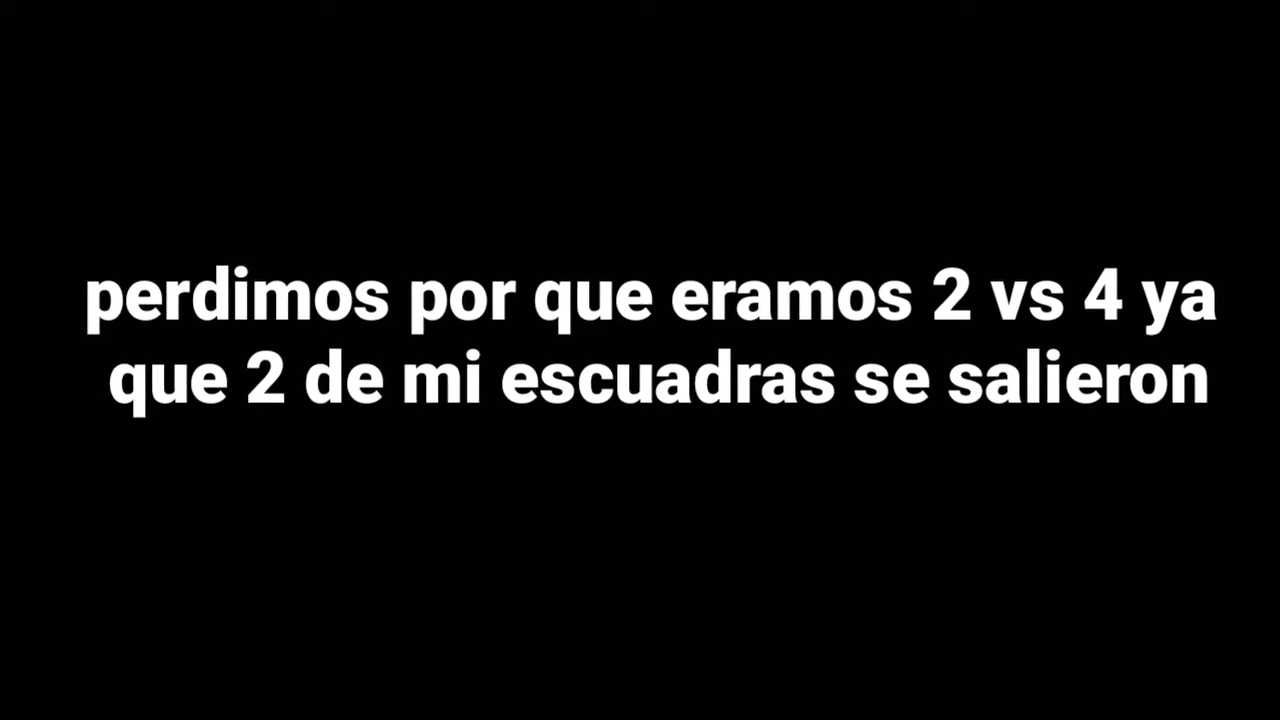 perdimos por que eramos 2 vs 4 ya
que 2 de mi escuadras se salieron